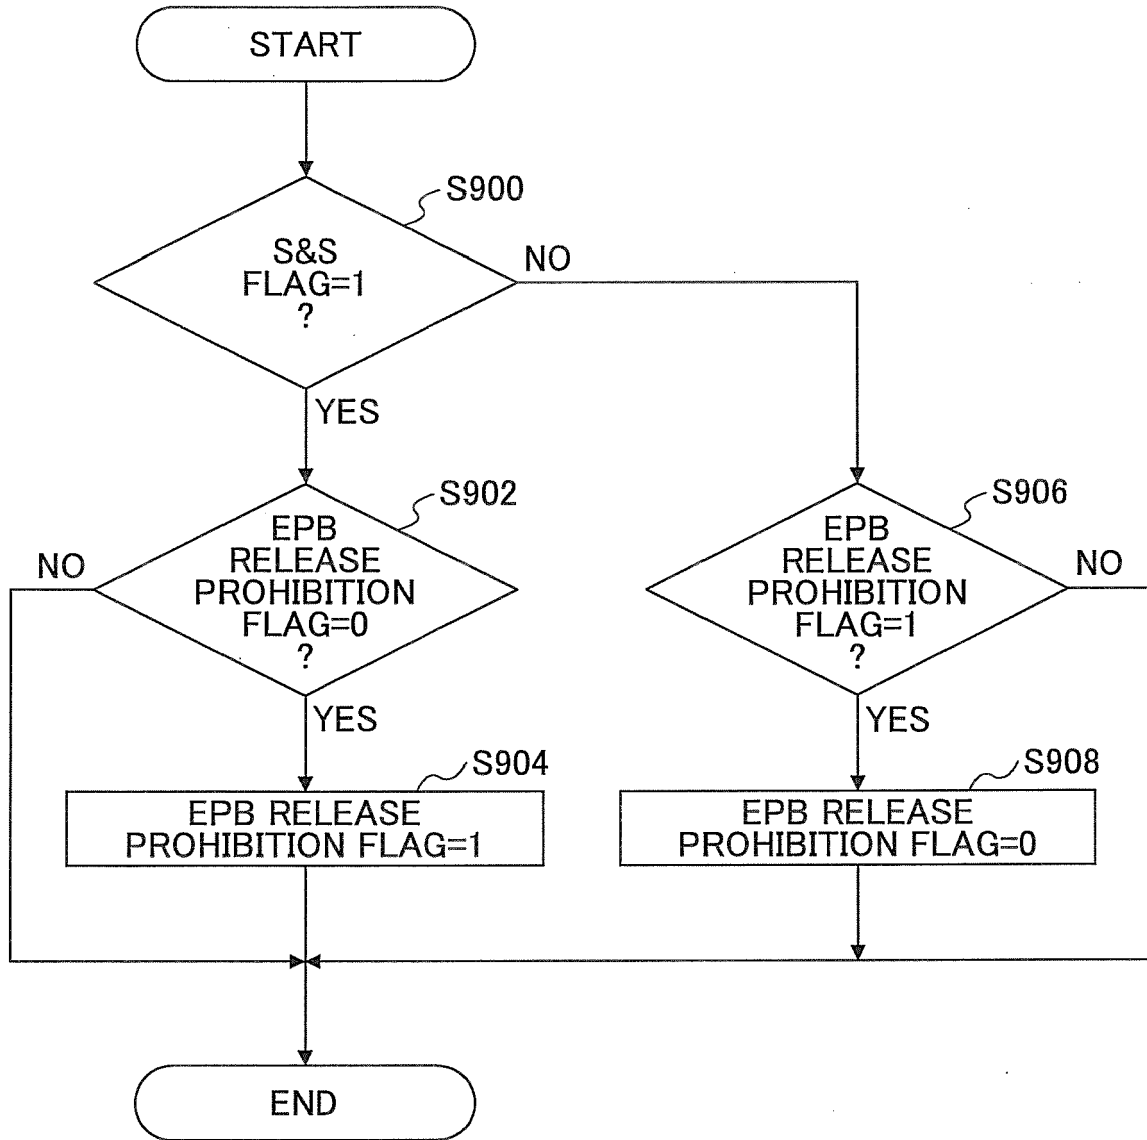 START
S900
S&S
FLAG=1
?
NO
YES
S902
EPB
RELEASE
PROHIBITION
FLAG=0
?
NO
YES
S904
EPB RELEASE
PROHIBITION FLAG=1
S906
EPB
RELEASE
PROHIBITION
FLAG=1
?
NO
YES
S908
EPB RELEASE
PROHIBITION FLAG=0
END